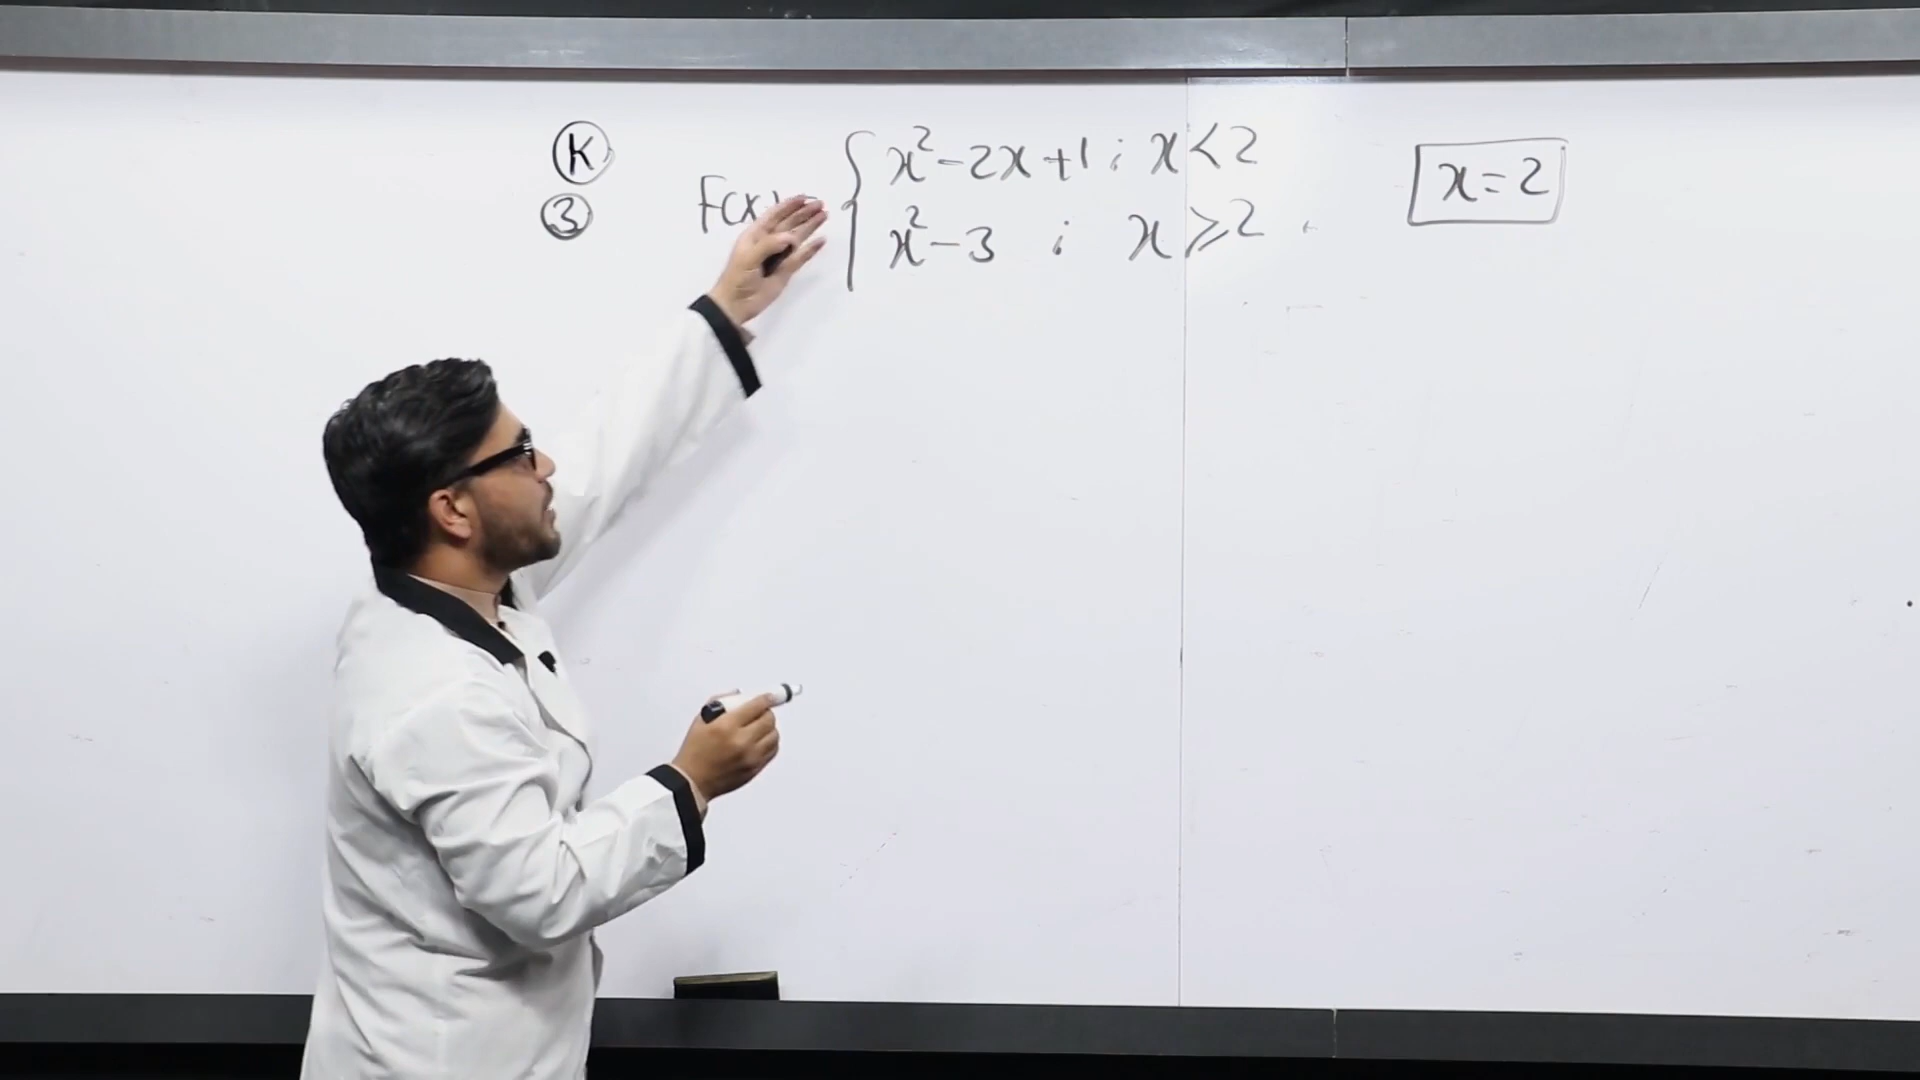 K
3
F(x) = { x² - 2x + 1 ; x < 2
x² - 3 ; x ⩾ 2
x = 2